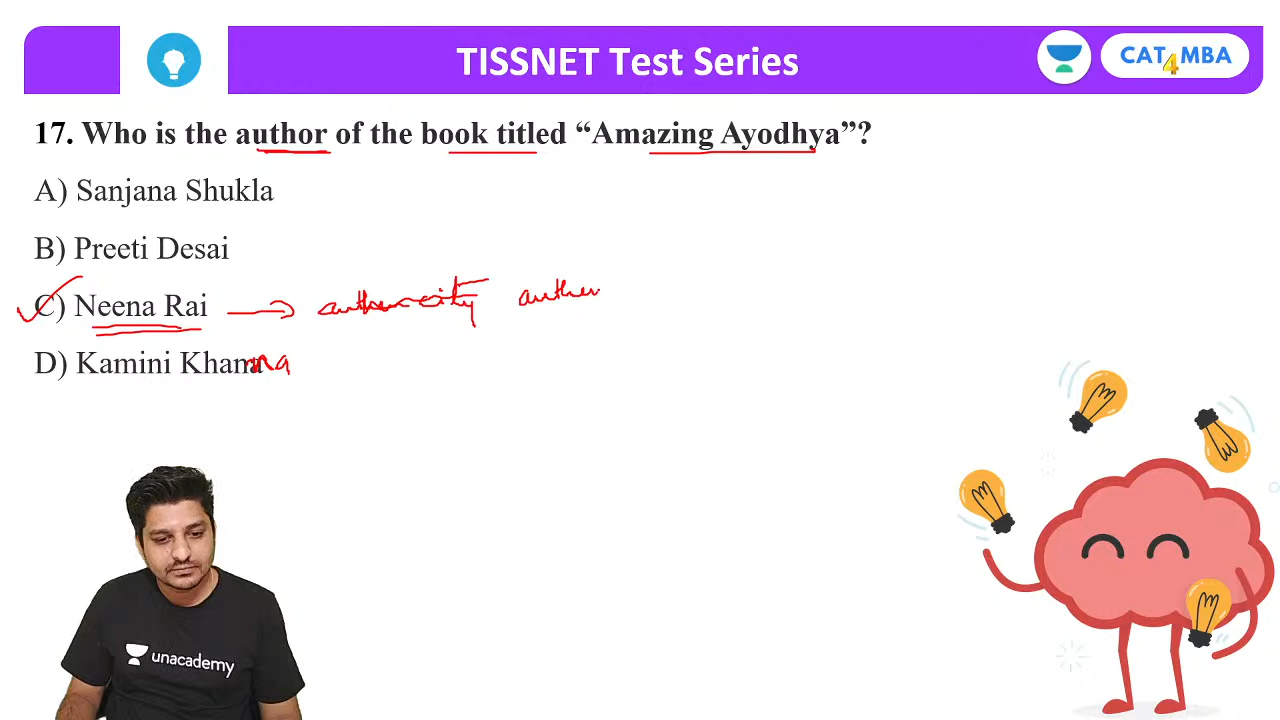 TISSNET Test Series
CAT4MBA
17. Who is the author of the book titled “Amazing Ayodhya”?
A) Sanjana Shukla
B) Preeti Desai
C) Neena Rai
D) Kamini Khanna
unacademy